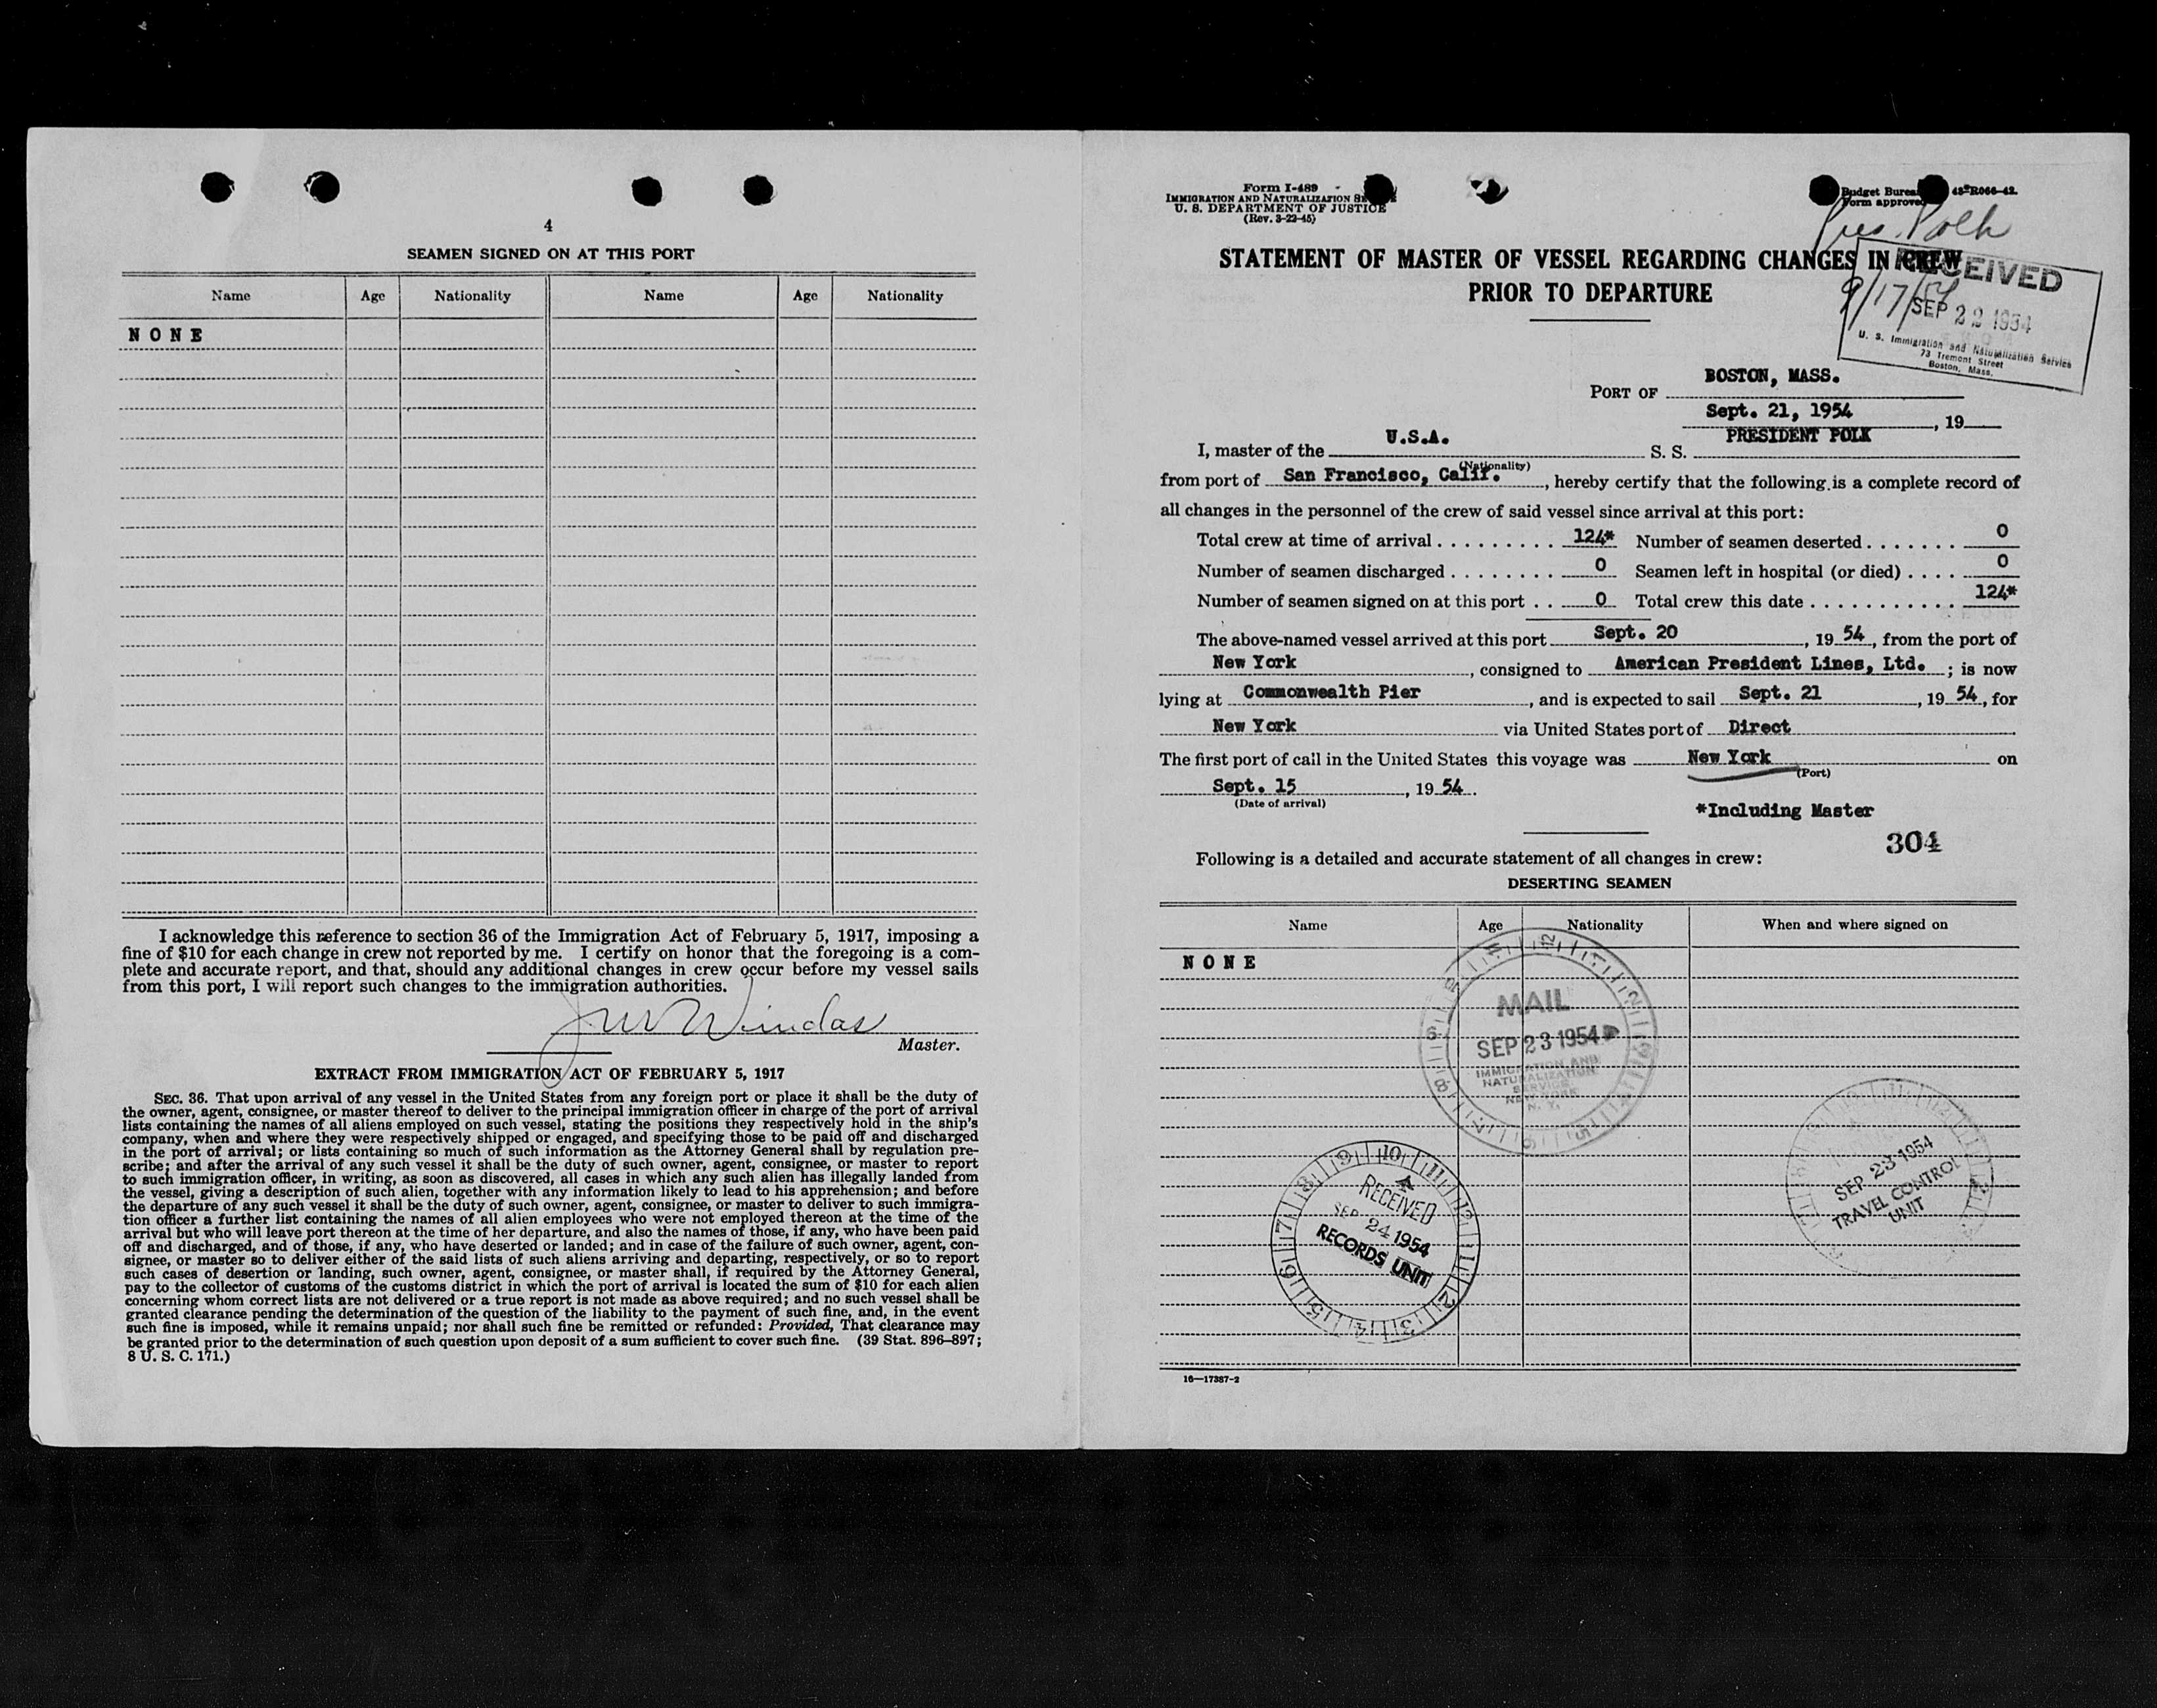 4
SEAMEN SIGNED ON AT THIS PORT
Name Age Nationality Name Age Nationality
NONE
I acknowledge this reference to section 36 of the Immigration Act of February 5, 1917, imposing a
fine of $10 for each change in crew not reported by me. I certify on honor that the foregoing is a com-
plete and accurate report, and that, should any additional changes in crew occur before my vessel sails
from this port, I will report such changes to the immigration authorities.
Master.
EXTRACT FROM IMMIGRATION ACT OF FEBRUARY 5, 1917
SEC. 36. That upon arrival of any vessel in the United States from any foreign port or place it shall be the duty of
the owner, agent, consignee, or master thereof to deliver to the principal immigration officer in charge of the port of arrival
lists containing the names of all aliens employed on such vessel, stating the positions they respectively hold in the ship's
company, when and where they were respectively shipped or engaged, and specifying those to be paid off and discharged
in the port of arrival; or lists containing so much of such information as the Attorney General shall by regulation pre-
scribe; and after the arrival of any such vessel it shall be the duty of such owner, agent, consignee, or master to report
to such immigration officer, in writing, as soon as discovered, all cases in which any such alien has illegally landed from
the vessel, giving a description of such alien, together with any information likely to lead to his apprehension; and before
the departure of any such vessel it shall be the duty of such owner, agent, consignee, or master to deliver to such immigra-
tion officer a further list containing the names of all alien employees who were not employed thereon at the time of the
arrival but who will leave port thereon at the time of her departure, and also the names of those, if any, who have been paid
off and discharged, and of those, if any, who have deserted or landed; and in case of the failure of such owner, agent, con-
signee, or master so to deliver either of the said lists of such aliens arriving and departing, respectively, or so to report
such cases of desertion or landing, such owner, agent, consignee, or master shall, if required by the Attorney General,
pay to the collector of customs of the customs district in which the port of arrival is located the sum of $10 for each alien
concerning whom correct lists are not delivered or a true report is not made as above required; and no such vessel shall be
granted clearance pending the determination of the question of the liability to the payment of such fine, and, in the event
such fine is imposed, while it remains unpaid; nor shall such fine be remitted or refunded: Provided, That clearance may
be granted prior to the determination of such question upon deposit of a sum sufficient to cover such fine. (39 Stat. 896–897;
8 U. S. C. 171.)
Form I-489
IMMIGRATION AND NATURALIZATION
U. S. DEPARTMENT OF JUSTICE
(Rev. 3-22-45)
Budget Bureau 43-R066-42.
Form approved
Pres. Polk
STATEMENT OF MASTER OF VESSEL REGARDING CHANGES IN CREW
PRIOR TO DEPARTURE
9/17/54
RECEIVED
SEP 22 1954
U. S. Immigration and Naturalization Service
73 Tremont Street
Boston, Mass.
PORT OF BOSTON, MASS.
Sept. 21, 1954, 19
I, master of the U.S.A. S. S. PRESIDENT POLK
(Nationality)
from port of San Francisco, Calif., hereby certify that the following is a complete record of
all changes in the personnel of the crew of said vessel since arrival at this port:
Total crew at time of arrival 124* Number of seamen deserted 0
Number of seamen discharged 0 Seamen left in hospital (or died) 0
Number of seamen signed on at this port 0 Total crew this date 124*
The above-named vessel arrived at this port Sept. 20, 1954, from the port of
New York, consigned to American President Lines, Ltd.; is now
lying at Commonwealth Pier, and is expected to sail Sept. 21, 1954, for
New York via United States port of Direct
The first port of call in the United States this voyage was New York on
(Port)
Sept. 15, 1954.
(Date of arrival)
*Including Master
304
Following is a detailed and accurate statement of all changes in crew:
DESERTING SEAMEN
Name Age Nationality When and where signed on
NONE
MAIL
SEP 23 1954
IMMIGRATION AND
NATURALIZATION
SERVICE
NEW YORK
N. Y.
SEP 23 1954
TRAVEL CONTROL
UNIT
RECEIVED
SEP 24 1954
RECORDS UNIT
16—17387-2